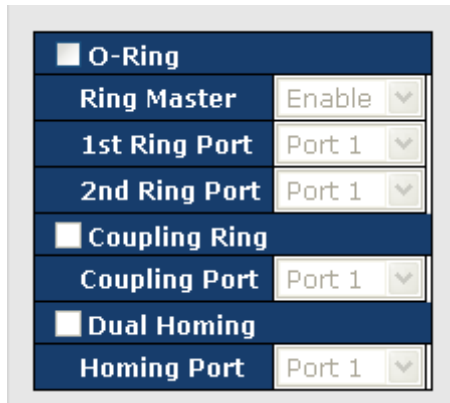 O-Ring
Ring Master Enable
1st Ring Port Port 1
2nd Ring Port Port 1
Coupling Ring
Coupling Port Port 1
Dual Homing
Homing Port Port 1